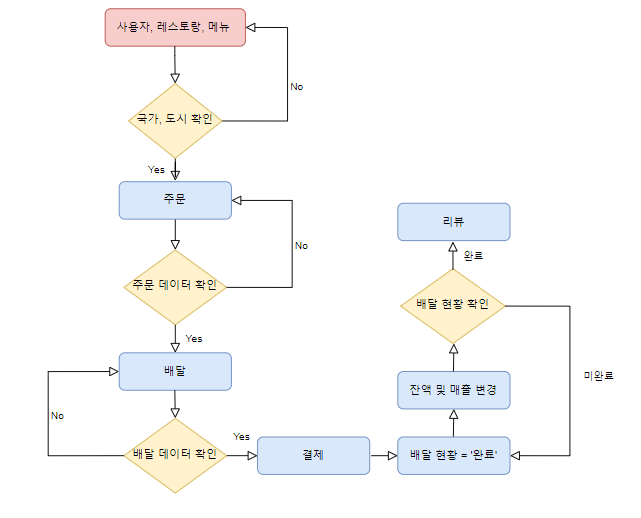 사용자, 레스토랑, 메뉴
No
국가, 도시 확인
Yes
주문
No
주문 데이터 확인
Yes
배달
No
배달 데이터 확인
Yes
결제
배달 현황 = '완료'
잔액 및 매출 변경
배달 현황 확인
미완료
완료
리뷰